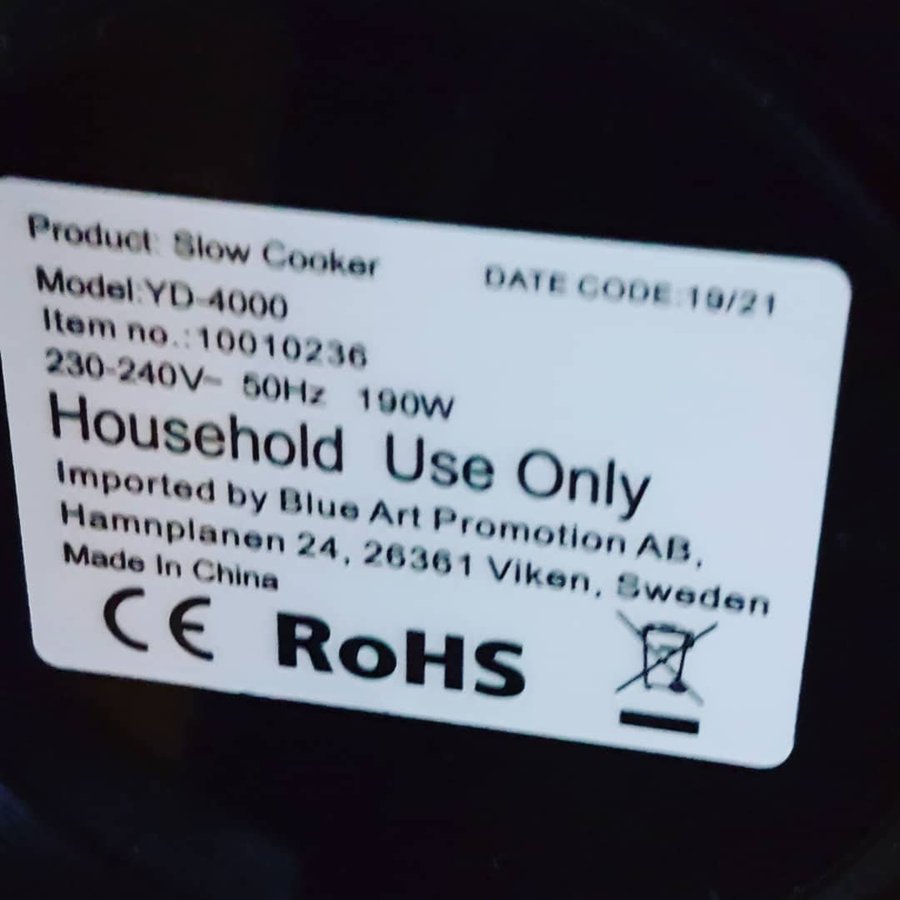 Product: Slow Cooker
DATE CODE:19/21
Model:YD-4000
Item no.:10010236
230-240V~ 50Hz 190W
Household Use Only
Imported by Blue Art Promotion AB,
Hamnplanen 24, 26361 Viken, Sweden
Made In China
CE RoHS